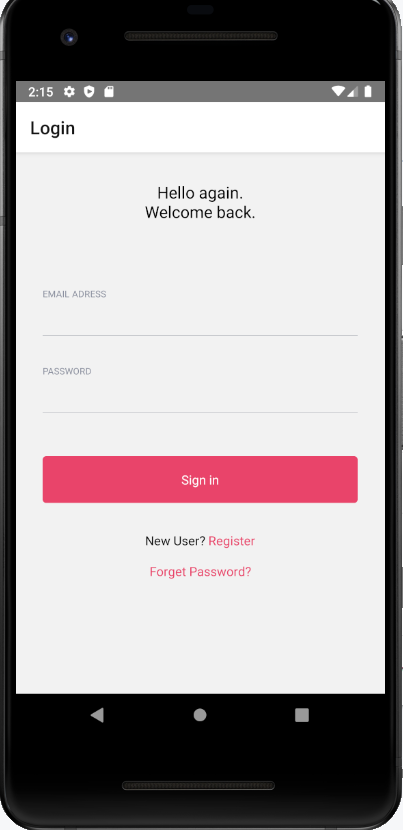 2:15
Login
Hello again.
Welcome back.
EMAIL ADRESS
PASSWORD
Sign in
New User? Register
Forget Password?